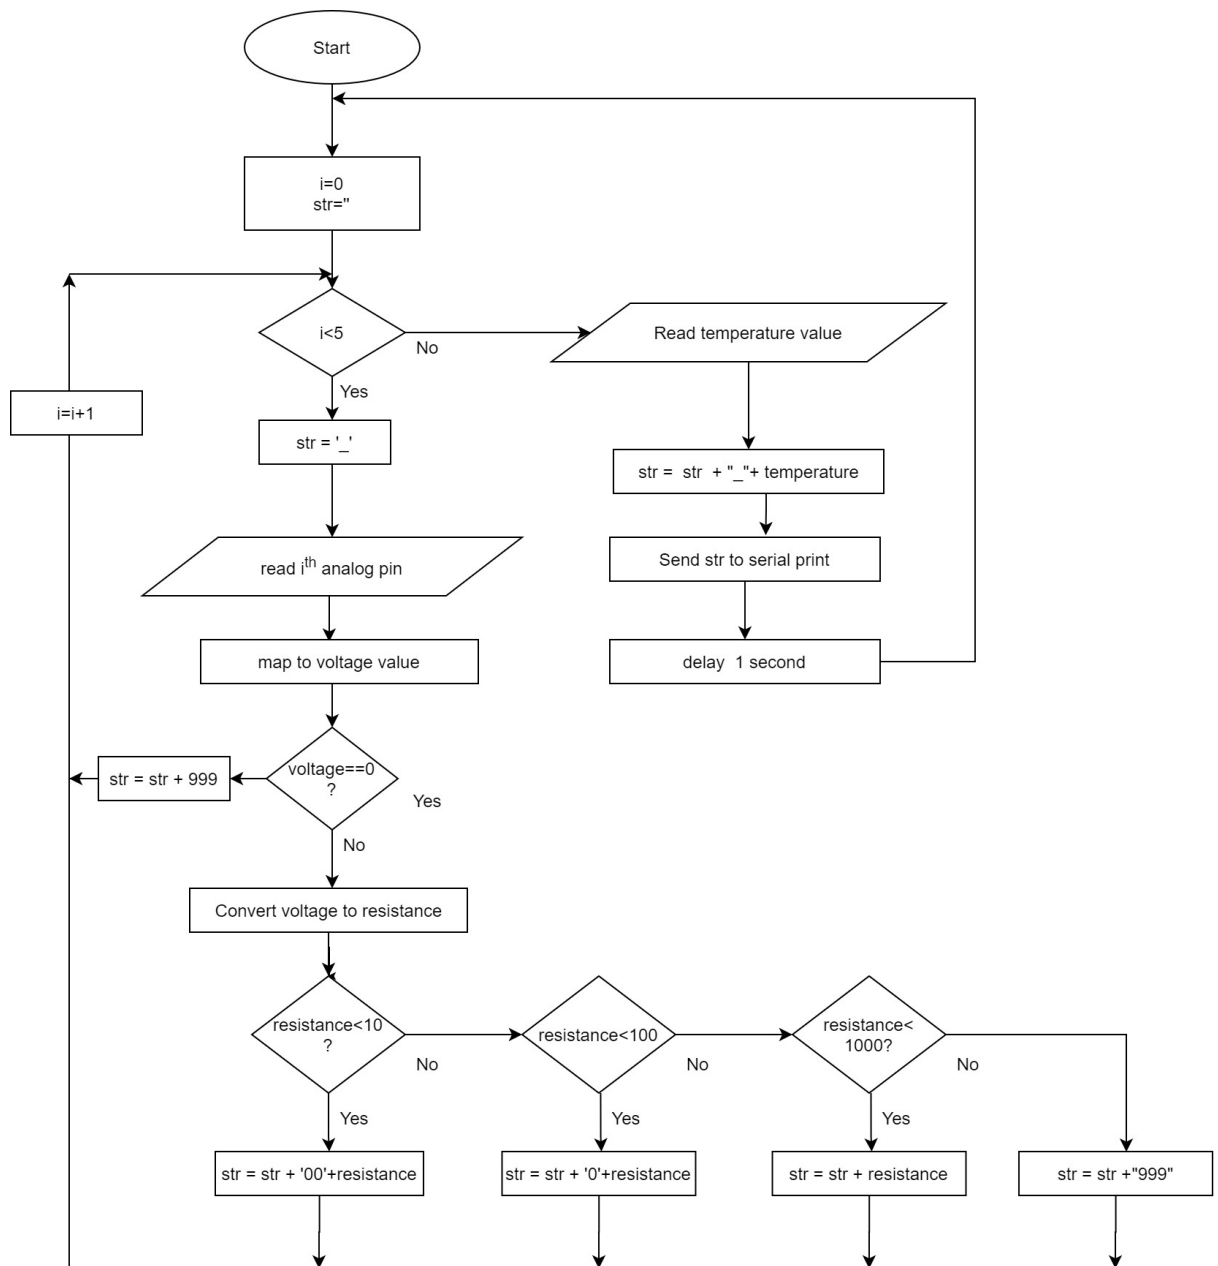 Start
i=0
str=''
i<5
No
Read temperature value
Yes
i=i+1
str = '_'
str =  str  + "_"+ temperature
Send str to serial print
read ith analog pin
map to voltage value
delay  1 second
voltage==0
?
str = str + 999
Yes
No
Convert voltage to resistance
resistance<10
?
No
resistance<100
No
resistance<
1000?
No
Yes
Yes
Yes
str = str + '00'+resistance
str = str + '0'+resistance
str = str + resistance
str = str +"999"